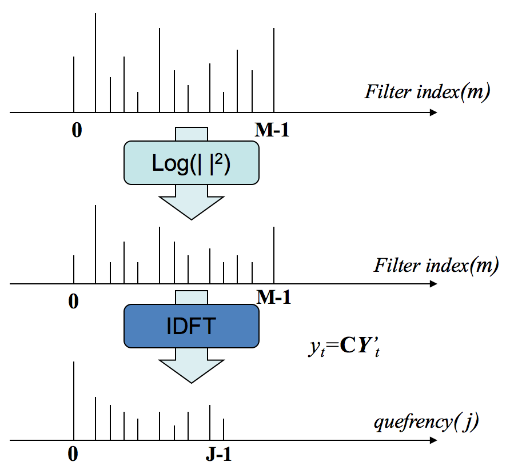 Filter index(m)
0 M-1
Log(| |²)
Filter index(m)
0 M-1
IDFT
yₜ=CY'ₜ
quefrency(j)
0 J-1